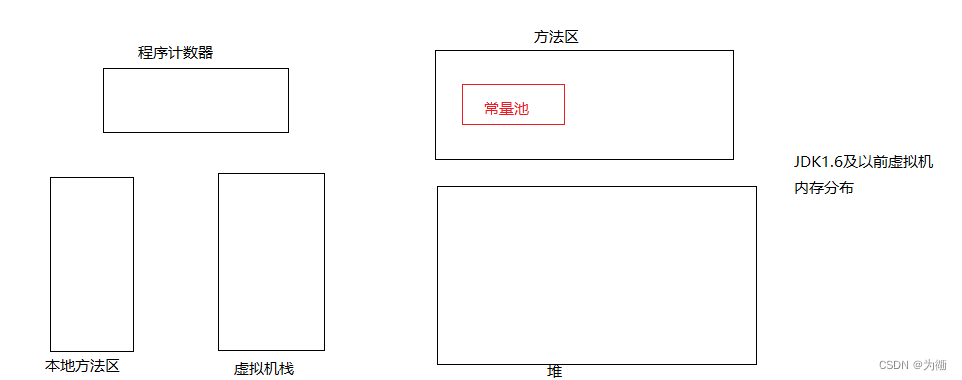 程序计数器
方法区
常量池
JDK1.6及以前虚拟机
内存分布
本地方法区
虚拟机栈
堆
CSDN @为循